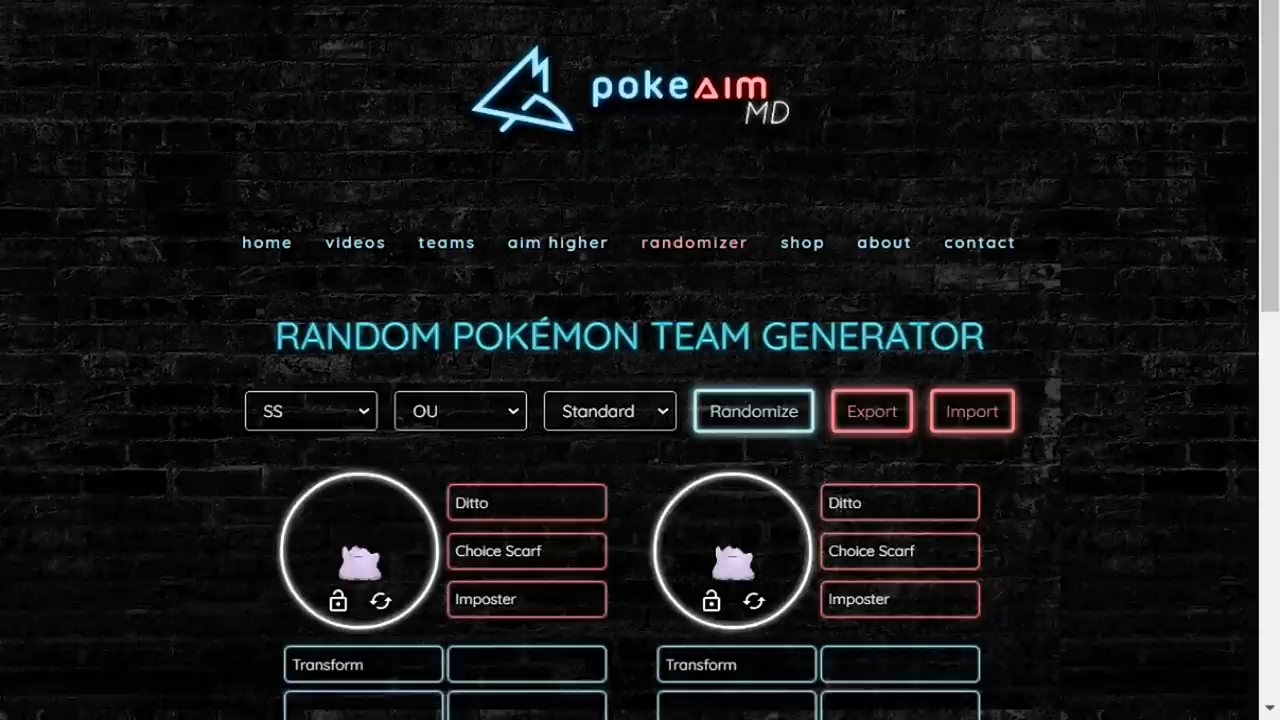 pokeaim
MD
home videos teams aim higher randomizer shop about contact
RANDOM POKÉMON TEAM GENERATOR
SS OU Standard Randomize Export Import
Ditto Ditto
Choice Scarf Choice Scarf
Imposter Imposter
Transform Transform